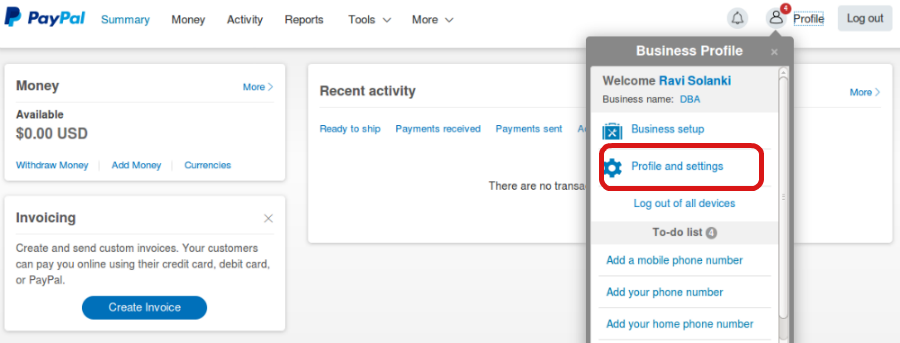 PayPal Summary Money Activity Reports Tools More 4 Profile Log out
Business Profile ×
Welcome Ravi Solanki
Business name: DBA
Business setup
Profile and settings
Log out of all devices
To-do list 4
Add a mobile phone number
Add your phone number
Add your home phone number
Money More
Available
$0.00 USD
Withdraw Money Add Money Currencies
Recent activity More
Ready to ship Payments received Payments sent
There are no
Invoicing
Create and send custom invoices. Your customers
can pay you online using their credit card, debit card,
or PayPal.
Create Invoice